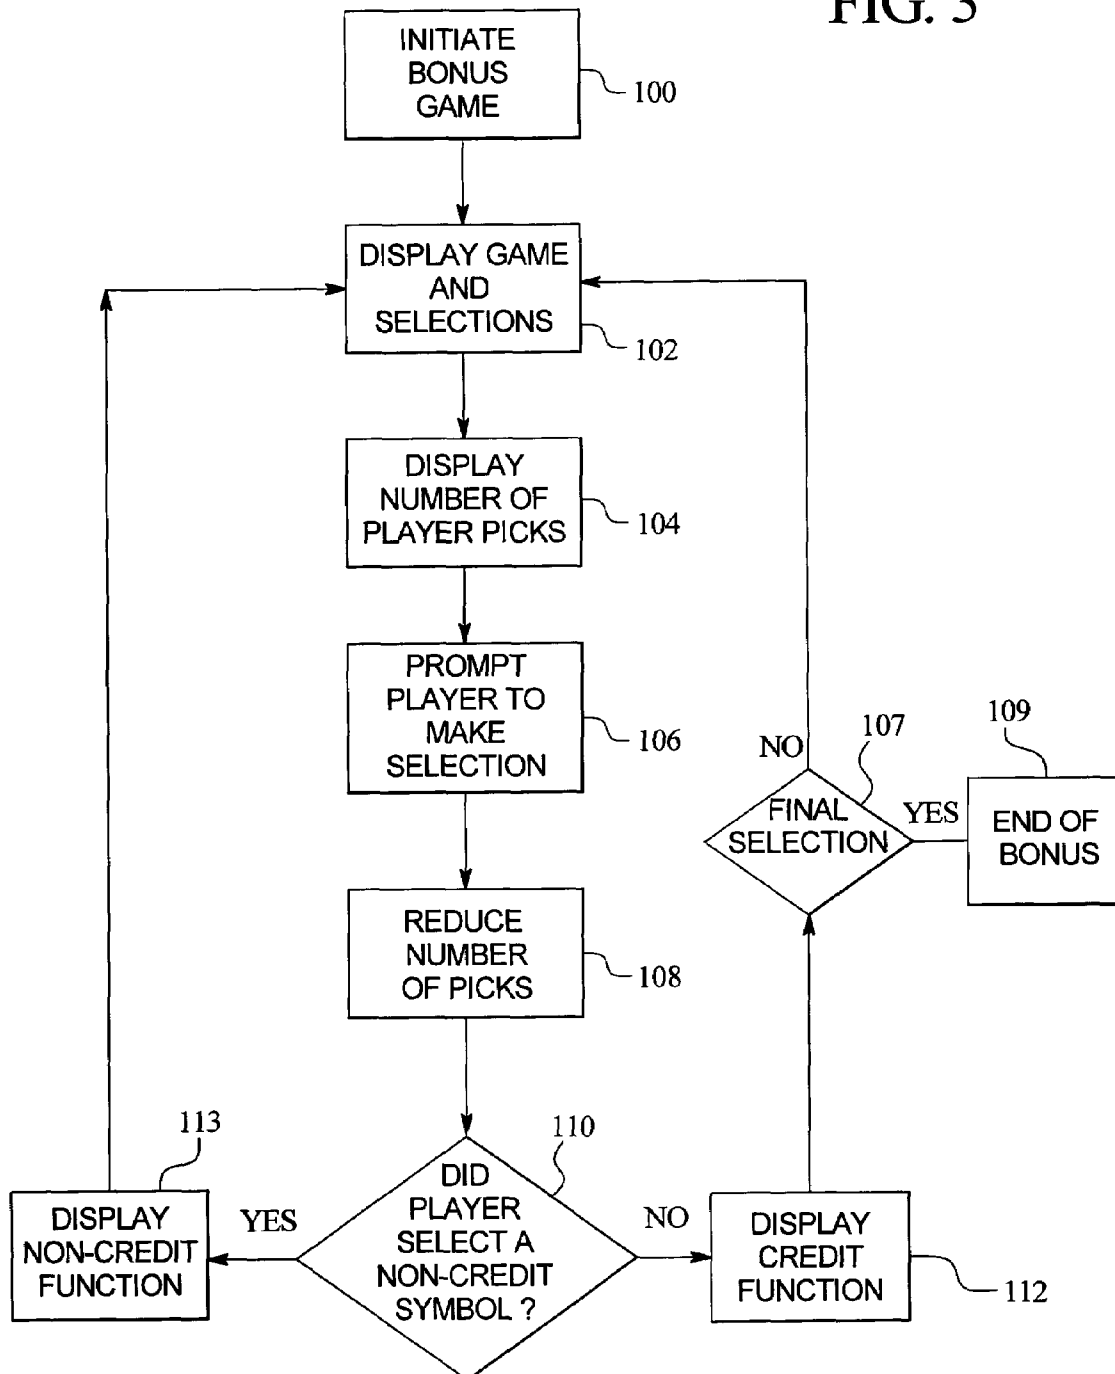 FIG. 3
INITIATE
BONUS
GAME
100
DISPLAY GAME
AND
SELECTIONS
102
DISPLAY
NUMBER OF
PLAYER PICKS
104
PROMPT
PLAYER TO
MAKE
SELECTION
106
REDUCE
NUMBER
OF PICKS
108
DID
PLAYER
SELECT A
NON-CREDIT
SYMBOL ?
110
YES
DISPLAY
NON-CREDIT
FUNCTION
113
NO
DISPLAY
CREDIT
FUNCTION
112
FINAL
SELECTION
107
NO
YES
END OF
BONUS
109